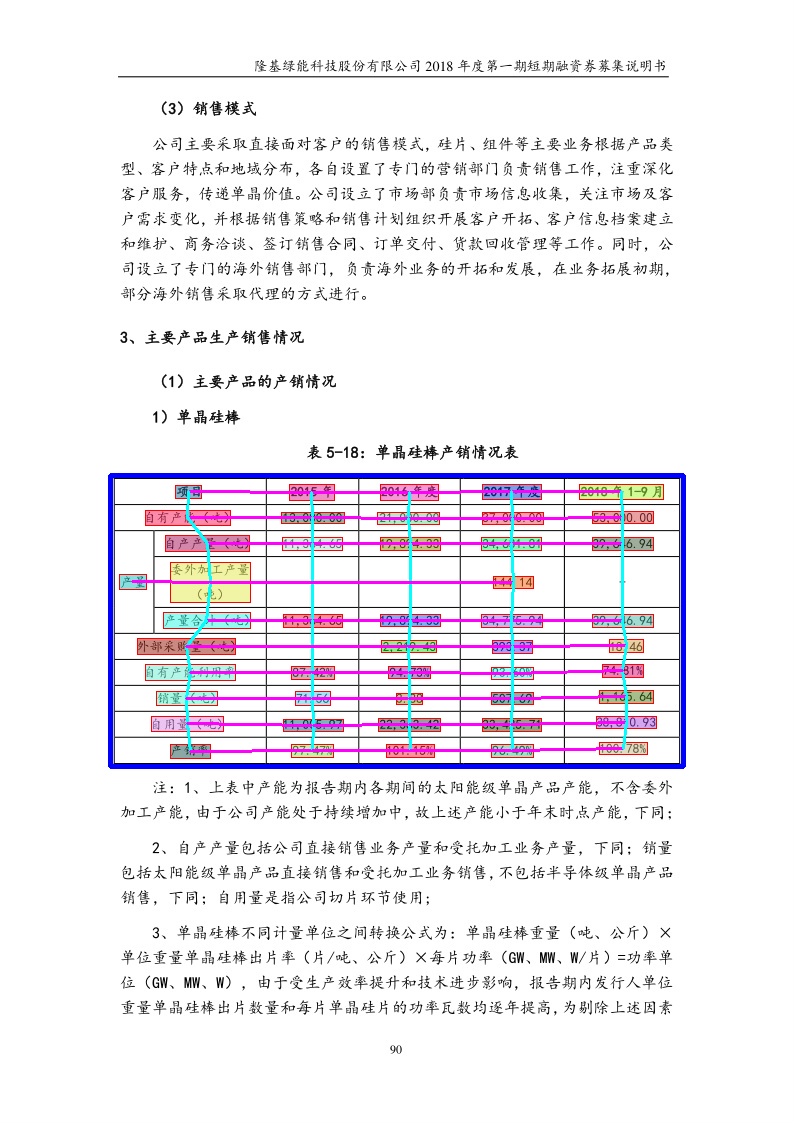 隆基绿能科技股份有限公司 2018 年度第一期短期融资券募集说明书
（3）销售模式
公司主要采取直接面对客户的销售模式，硅片、组件等主要业务根据产品类
型、客户特点和地域分布，各自设置了专门的营销部门负责销售工作，注重深化
客户服务，传递单晶价值。公司设立了市场部负责市场信息收集，关注市场及客
户需求变化，并根据销售策略和销售计划组织开展客户开拓、客户信息档案建立
和维护、商务洽谈、签订销售合同、订单交付、货款回收管理等工作。同时，公
司设立了专门的海外销售部门，负责海外业务的开拓和发展，在业务拓展初期，
部分海外销售采取代理的方式进行。
3、主要产品生产销售情况
（1）主要产品的产销情况
1）单晶硅棒
表 5-18：单晶硅棒产销情况表
项目 2015 年 2016 年度 2017 年度 2018 年 1-9 月
自有产能（吨） 13,000.00 21,000.00 37,000.00 53,000.00
自产产量（吨） 11,364.65 19,894.33 39,646.94
产量 委外加工产量 144.14 -
（吨）
产量合计（吨） 11,364.65 19,894.33 34,775.94 39,646.94
外部采购量（吨） 393.37 18.46
自有产能利用率 87.42% 94.73% 93.60% 74.81%
销量（吨） 71.56 507.69 1,165.64
自用量（吨） 11,005.97 38,810.93
产销率 97.47% 101.15% 96.49% 100.78%
注：1、上表中产能为报告期内各期间的太阳能级单晶产品产能，不含委外
加工产能，由于公司产能处于持续增加中，故上述产能小于年末时点产能，下同；
2、自产产量包括公司直接销售业务产量和受托加工业务产量，下同；销量
包括太阳能级单晶产品直接销售和受托加工业务销售，不包括半导体级单晶产品
销售，下同；自用量是指公司切片环节使用；
3、单晶硅棒不同计量单位之间转换公式为：单晶硅棒重量（吨、公斤）×
单位重量单晶硅棒出片率（片/吨、公斤）×每片功率（GW、MW、W/片）=功率单
位（GW、MW、W），由于受生产效率提升和技术进步影响，报告期内发行人单位
重量单晶硅棒出片数量和每片单晶硅片的功率瓦数均逐年提高，为剔除上述因素
90